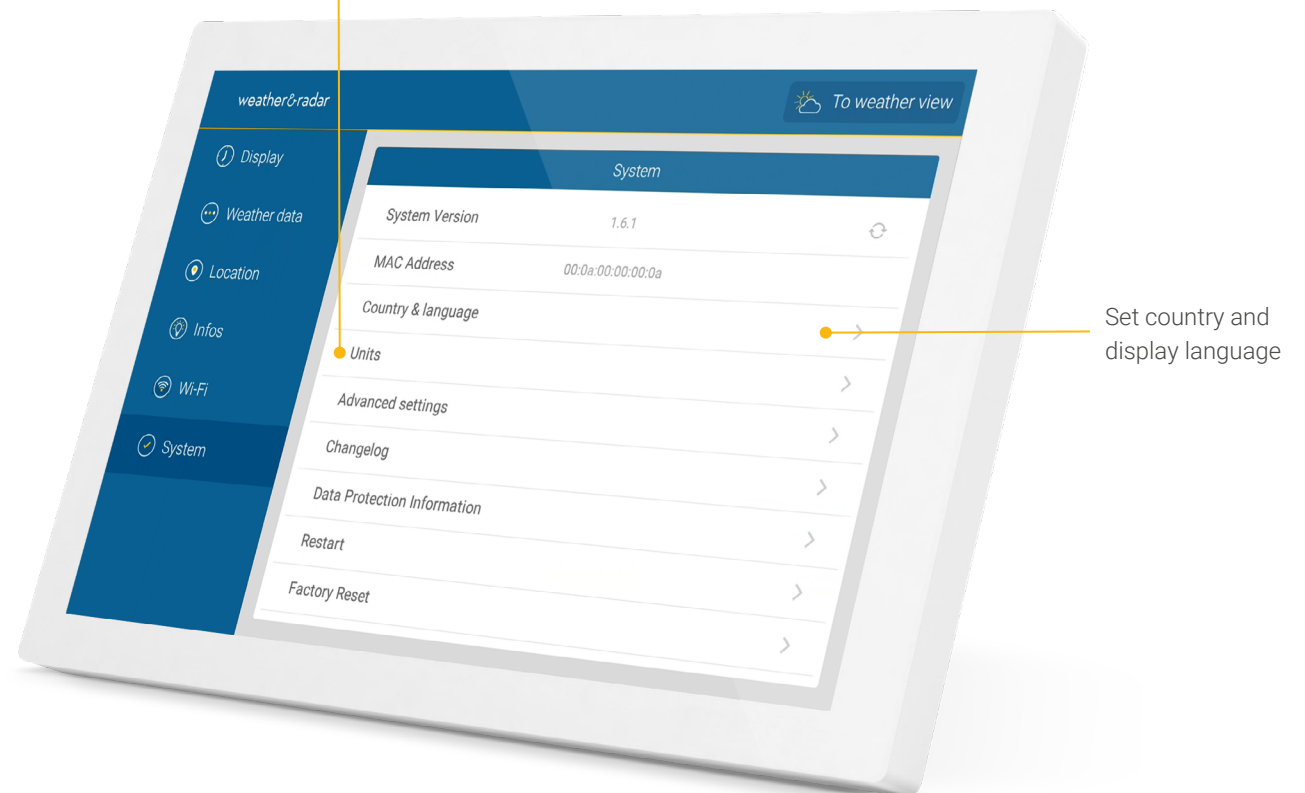 weather&radar
To weather view
Display
Weather data
Location
Infos
Wi-Fi
System
System
System Version 1.6.1
MAC Address 00:0a:00:00:00:0a
Country & language
Units
Advanced settings
Changelog
Data Protection Information
Restart
Factory Reset
Set country and
display language